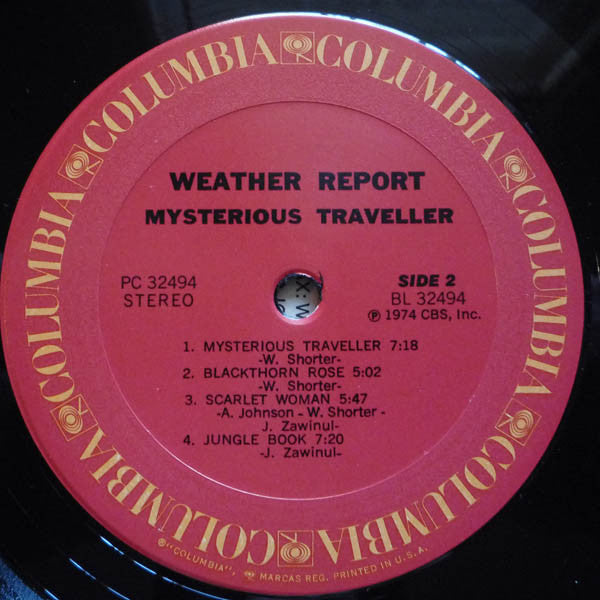 COLUMBIA COLUMBIA COLUMBIA COLUMBIA COLUMBIA COLUMBIA
WEATHER REPORT
MYSTERIOUS TRAVELLER
PC 32494
STEREO
SIDE 2
BL 32494
℗ 1974 CBS, Inc.
1. MYSTERIOUS TRAVELLER 7:18
-W. Shorter-
2. BLACKTHORN ROSE 5:02
-W. Shorter-
3. SCARLET WOMAN 5:47
-A. Johnson - W. Shorter -
J. Zawinul-
4. JUNGLE BOOK 7:20
-J. Zawinul-
®"COLUMBIA", MARCAS REG. PRINTED IN U.S.A.